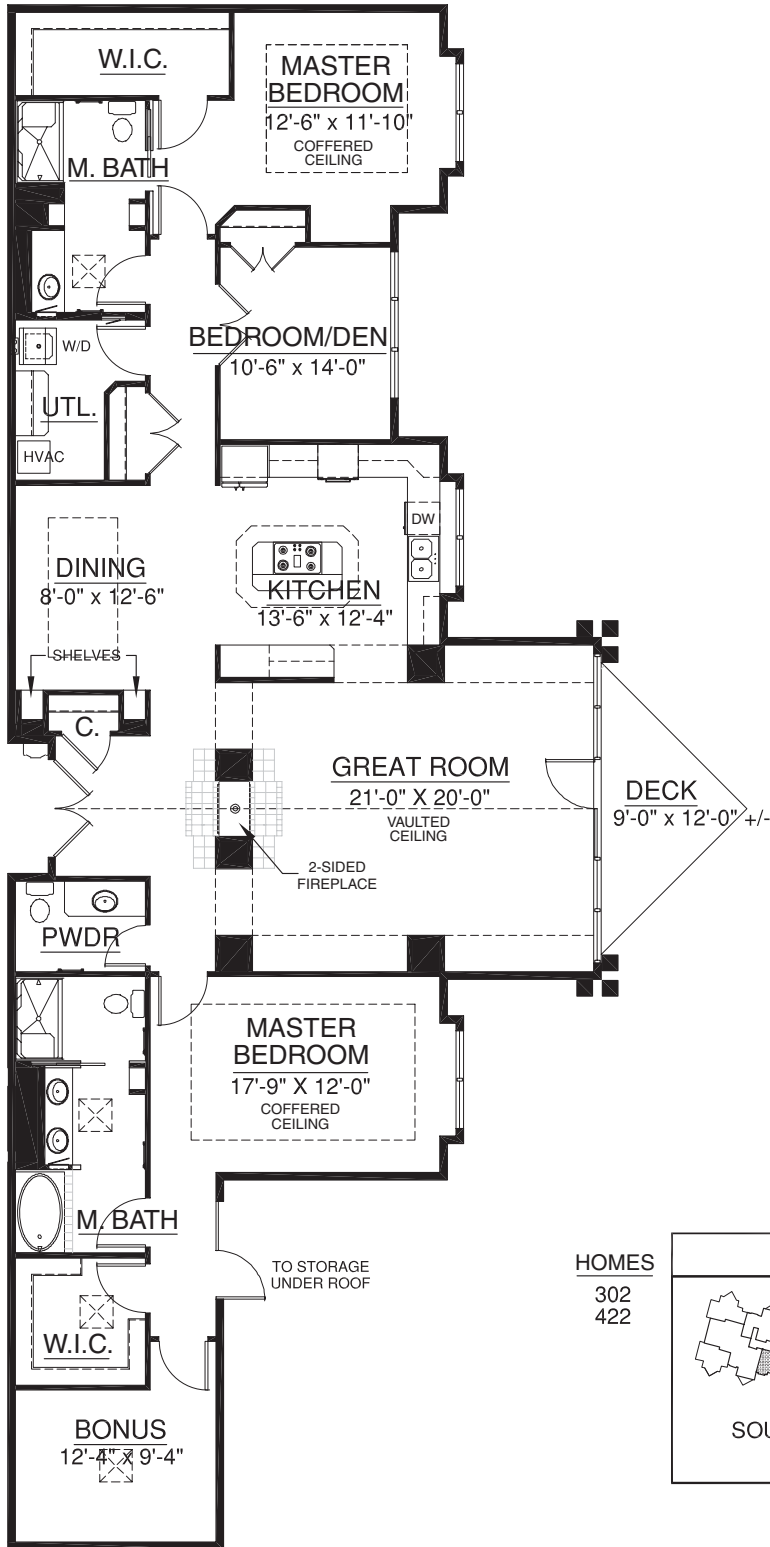 W.I.C.
MASTER
BEDROOM
12'-6" x 11'-10"
COFFERED
CEILING
M. BATH
BEDROOM/DEN
10'-6" x 14'-0"
W/D
UTL.
HVAC
DW
DINING
8'-0" x 12'-6"
KITCHEN
13'-6" x 12'-4"
SHELVES
C.
GREAT ROOM
21'-0" X 20'-0"
VAULTED
CEILING
DECK
9'-0" x 12'-0" +/-
2-SIDED
FIREPLACE
PWDR
MASTER
BEDROOM
17'-9" X 12'-0"
COFFERED
CEILING
M. BATH
TO STORAGE
UNDER ROOF
HOMES
302
422
W.I.C.
SOU
BONUS
12'-4" x 9'-4"